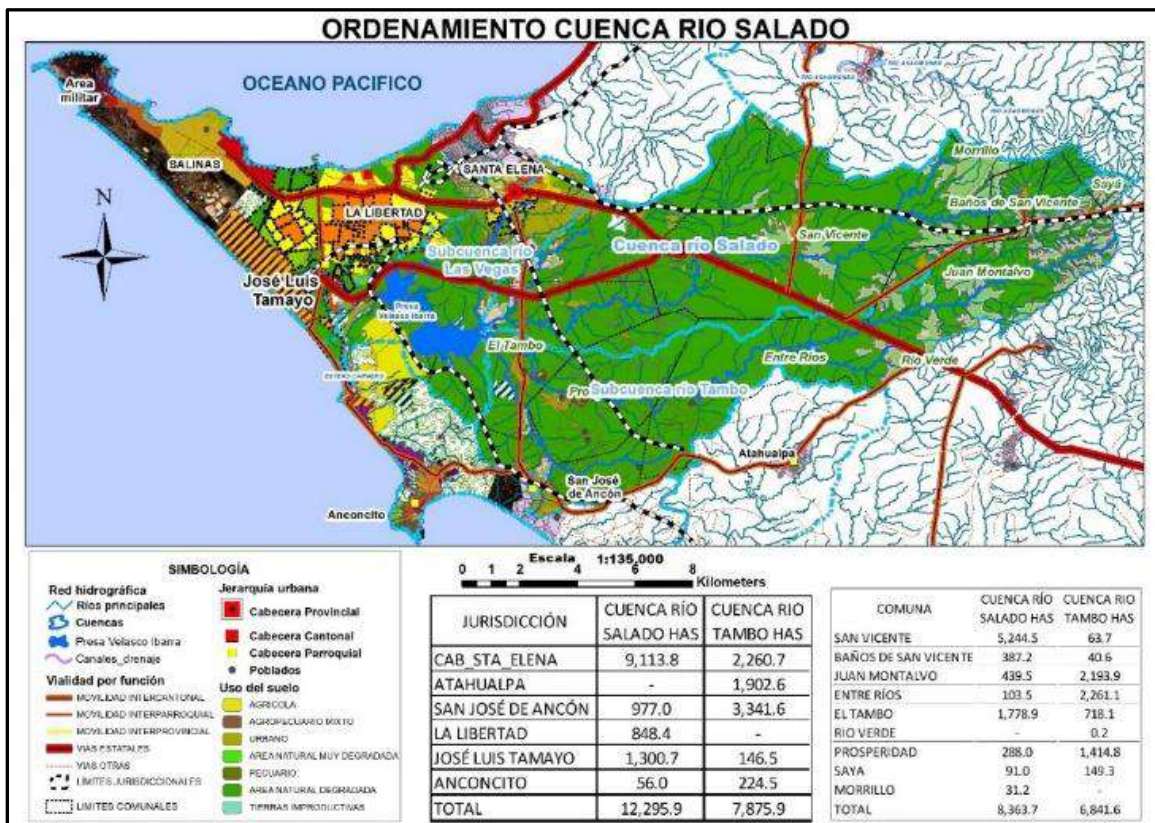 ORDENAMIENTO CUENCA RIO SALADO
OCEANO PACIFICO
Area
militar
SALINAS
SANTA ELENA
LA LIBERTAD
José Luis
Tamayo
N
Subcuenca río
Las Vegas
Cuenca río Salado
Presa
Velasco Ibarra
El Tambo
Subcuenca río Tambo
San Vicente
Morrillo
Sayá
Baños de San Vicente
Juan Montalvo
Entre Ríos
Rio Verde
Atahualpa
San José
de Ancón
Anconcito
SIMBOLOGÍA
Red hidrográfica
Ríos principales
Cuencas
Presa Velasco Ibarra
Canales_drenaje
Vialidad por función
MOVILIDAD INTERCANTONAL
MOVILIDAD INTERPARROQUIAL
MOVILIDAD INTERPROVINCIAL
VIAS ESTATALES
VIAS OTRAS
LÍMITES JURISDICCIONALES
LIMITES COMUNALES
Jerarquía urbana
Cabecera Provincial
Cabecera Cantonal
Cabecera Parroquial
Poblados
Uso del suelo
AGRICOLA
AGROPECUARIO MIXTO
URBANO
AREA NATURAL MUY DEGRADADA
PECUARIO
AREA NATURAL DEGRADADA
TIERRAS IMPRODUCTIVAS
Escala 1:135,000
0 1 2 4 6 8
Kilometers
JURISDICCIÓN CUENCA RÍO SALADO HAS CUENCA RIO TAMBO HAS
CAB_STA_ELENA 9,113.8 2,260.7
ATAHUALPA - 1,902.6
SAN JOSÉ DE ANCÓN 977.0 3,341.6
LA LIBERTAD 848.4 -
JOSÉ LUIS TAMAYO 1,300.7 146.5
ANCONCITO 56.0 224.5
TOTAL 12,295.9 7,875.9
COMUNA CUENCA RÍO SALADO HAS CUENCA RIO TAMBO HAS
SAN VICENTE 5,244.5 63.7
BAÑOS DE SAN VICENTE 387.2 40.6
JUAN MONTALVO 439.5 2,193.9
ENTRE RÍOS 103.5 2,261.1
EL TAMBO 1,778.9 718.1
RIO VERDE - 0.2
PROSPERIDAD 288.0 1,414.8
SAYA 91.0 149.3
MORRILLO 31.2 -
TOTAL 8,363.7 6,841.6